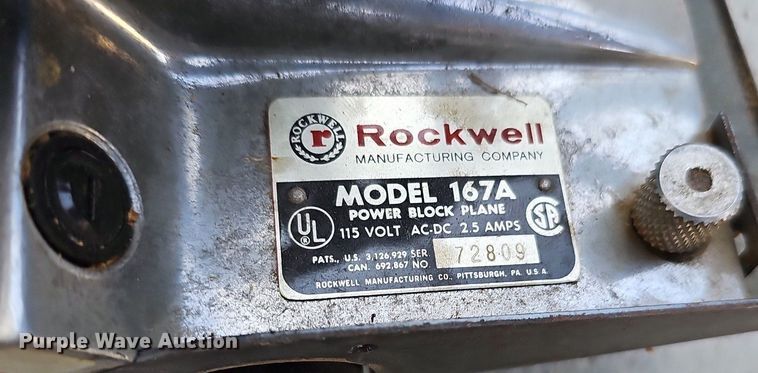 ROCKWELL
r
Rockwell
MANUFACTURING COMPANY
MODEL 167A
POWER BLOCK PLANE
UL
115 VOLT AC-DC 2.5 AMPS
SA
PATS., U.S. 3,126,929 SER
CAN. 692,867 NO
72809
ROCKWELL MANUFACTURING CO., PITTSBURGH, PA. U.S.A.
Purple Wave Auction